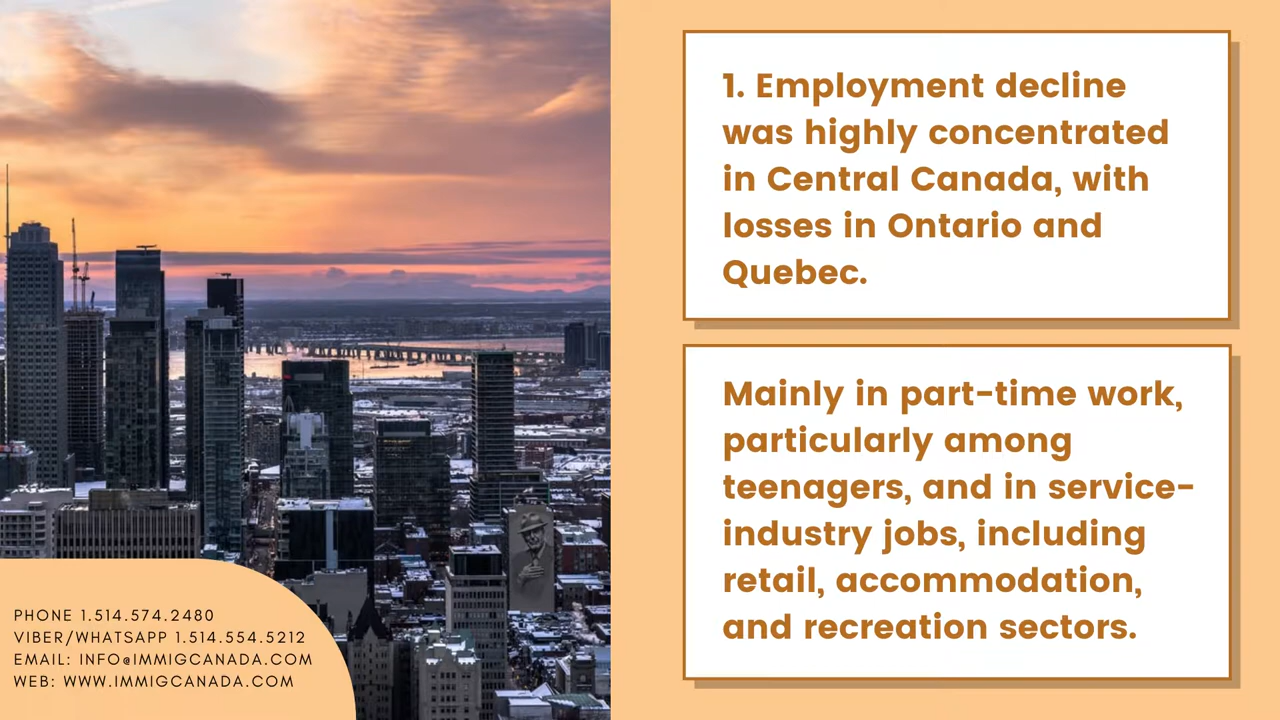 1. Employment decline
was highly concentrated
in Central Canada, with
losses in Ontario and
Quebec.
Mainly in part-time work,
particularly among
teenagers, and in service-
industry jobs, including
retail, accommodation,
and recreation sectors.
PHONE 1.514.574.2480
VIBER/WHATSAPP 1.514.554.5212
EMAIL: INFO@IMMIGCANADA.COM
WEB: WWW.IMMIGCANADA.COM